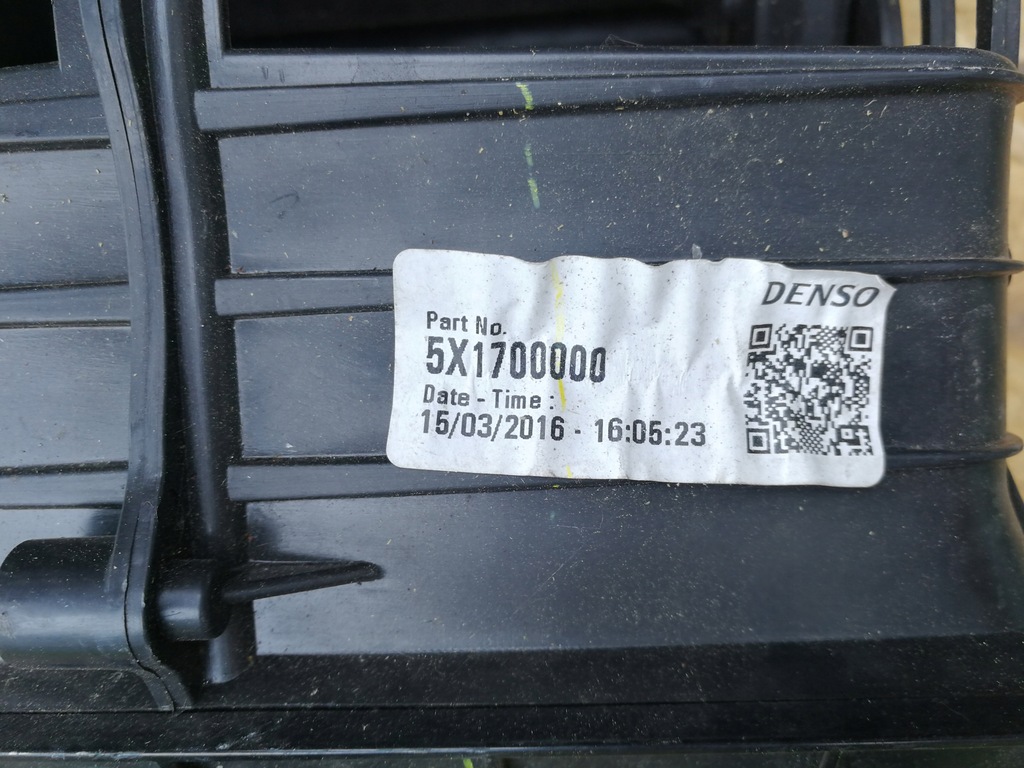 DENSO
Part No.
5X1700000
Date - Time :
15/03/2016 - 16:05:23